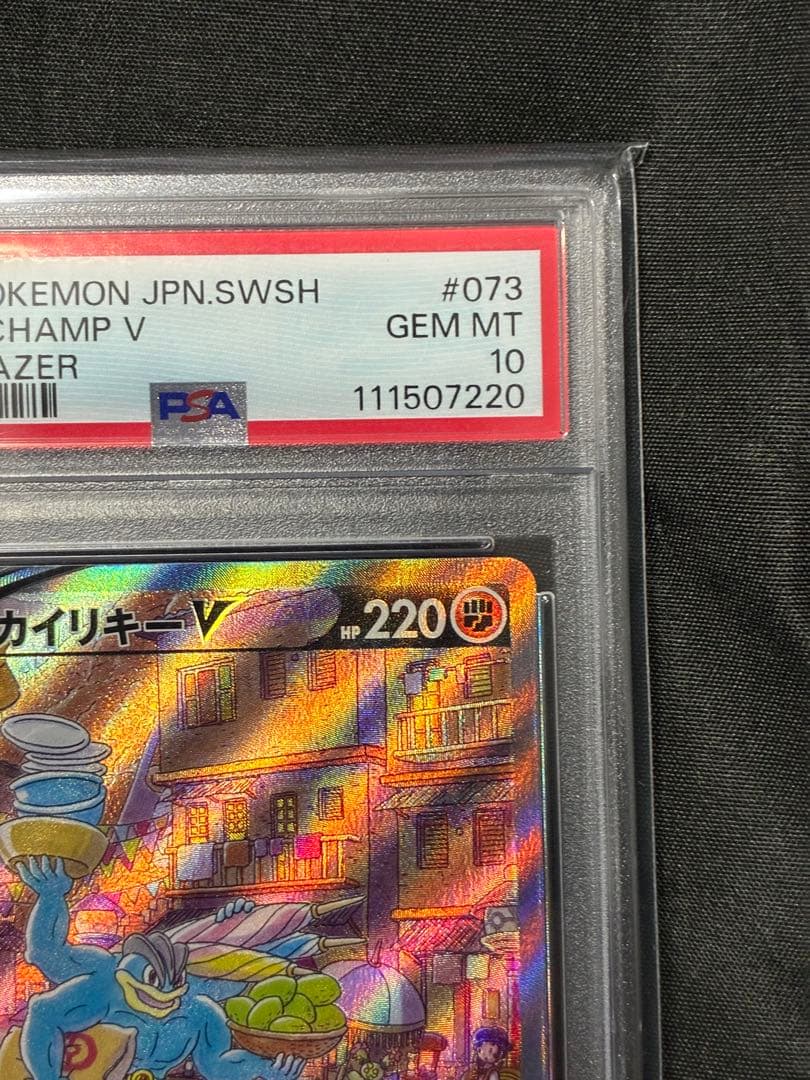 OKEMON JPN.SWSH #073
CHAMP V GEM MT
AZER 10
PSA 111507220
カイリキーV HP 220